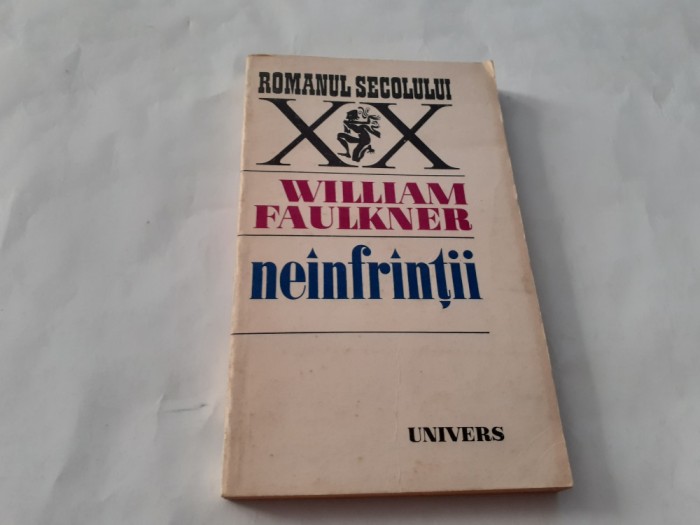 ROMANUL SECOLULUI
XX
WILLIAM
FAULKNER
neînfrînții
UNIVERS